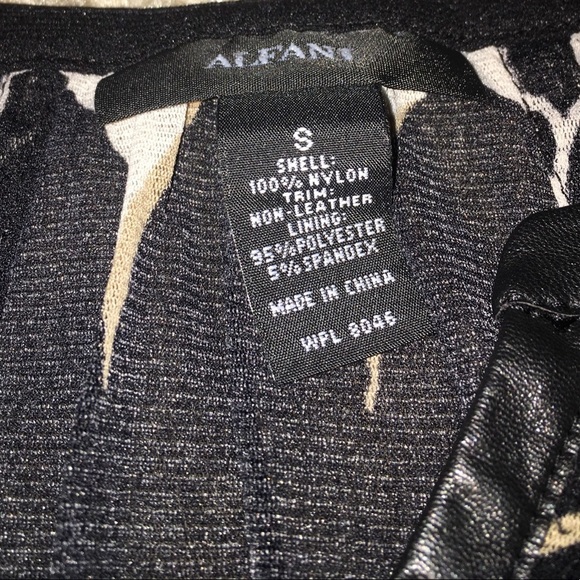 ALFANI
S
SHELL:
100% NYLON
TRIM:
NON-LEATHER
LINING:
95%POLYESTER
5%SPANDEX
MADE IN CHINA
WPL 8046